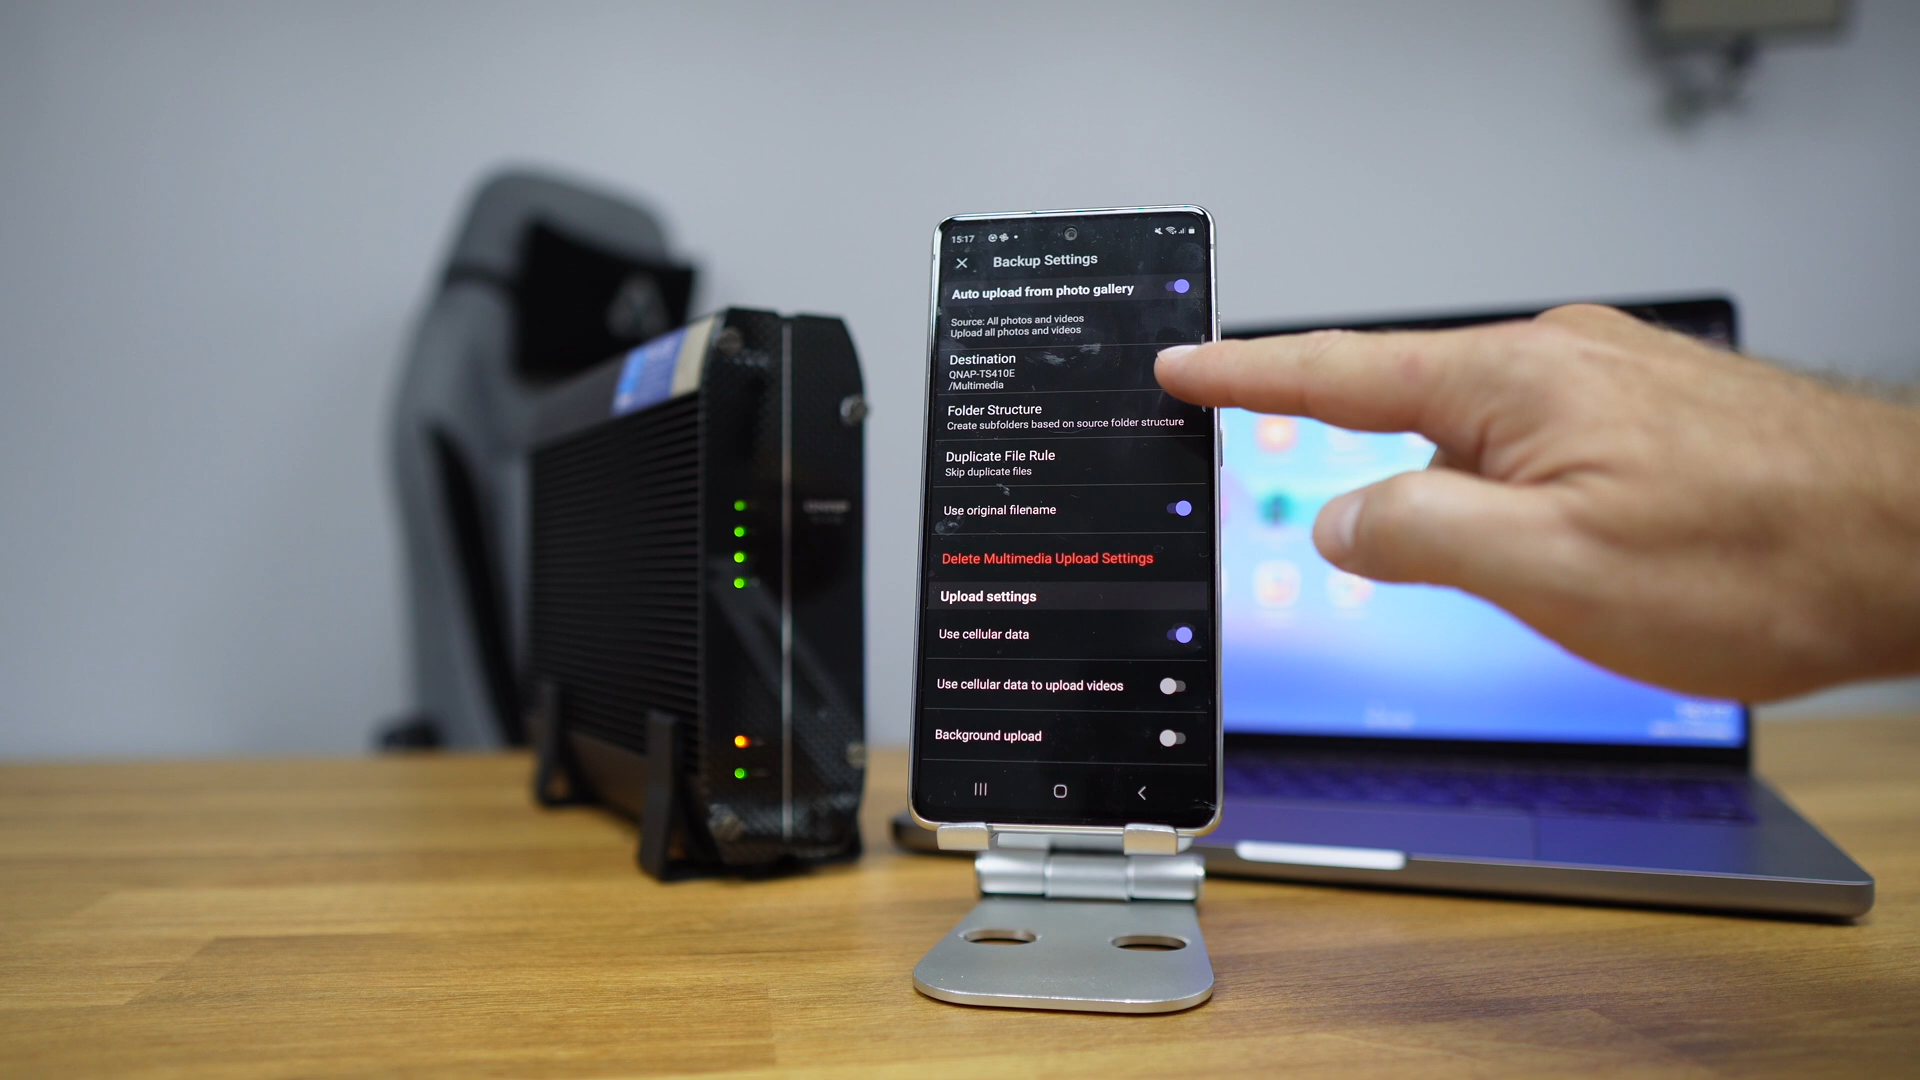 15:17
Backup Settings
Auto upload from photo gallery
Source: All photos and videos
Upload all photos and videos
Destination
QNAP-TS410E
/Multimedia
Folder Structure
Create subfolders based on source folder structure
Duplicate File Rule
Skip duplicate files
Use original filename
Delete Multimedia Upload Settings
Upload settings
Use cellular data
Use cellular data to upload videos
Background upload